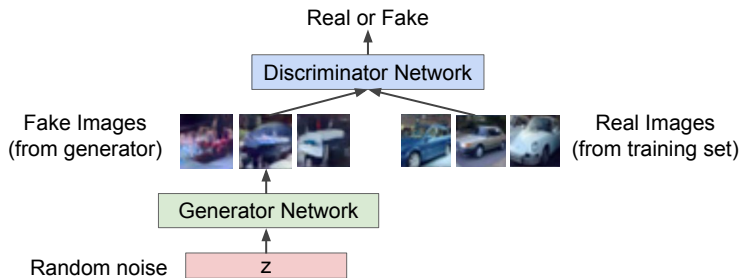 Real or Fake
Discriminator Network
Fake Images
(from generator)
Real Images
(from training set)
Generator Network
Random noise
z